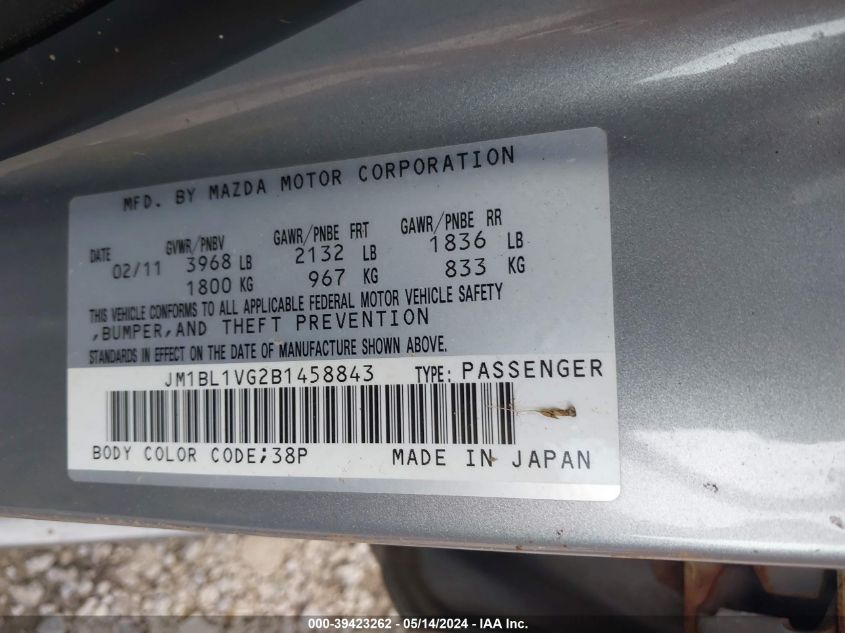 MFD. BY MAZDA MOTOR CORPORATION
DATE GVWR/PNBV GAWR/PNBE FRT GAWR/PNBE RR
02/11 3968 LB 2132 LB 1836 LB
1800 KG 967 KG 833 KG
THIS VEHICLE CONFORMS TO ALL APPLICABLE FEDERAL MOTOR VEHICLE SAFETY
,BUMPER,AND THEFT PREVENTION
STANDARDS IN EFFECT ON THE DATE OF MANUFACTURE SHOWN ABOVE.
JM1BL1VG2B1458843 TYPE: PASSENGER
BODY COLOR CODE;38P MADE IN JAPAN
000-39423262 - 05/14/2024 - IAA Inc.